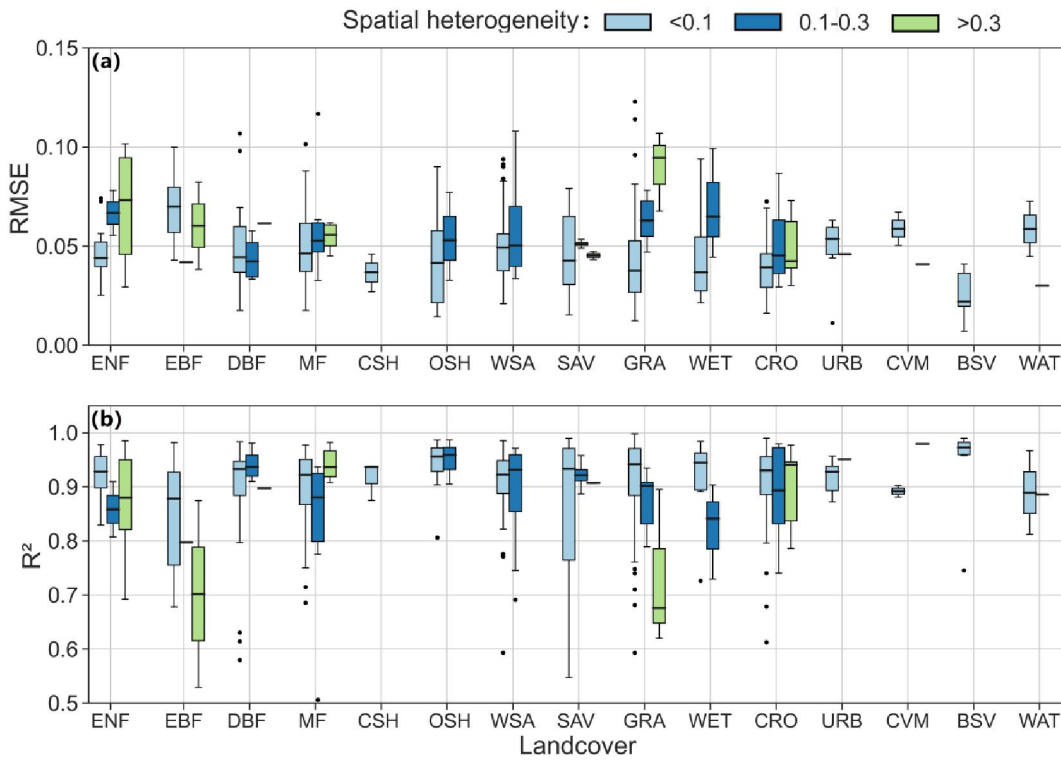 Spatial heterogeneity: <0.1 0.1-0.3 >0.3
(a)
RMSE
0.15
0.10
0.05
0.00
ENF EBF DBF MF CSH OSH WSA SAV GRA WET CRO URB CVM BSV WAT
(b)
R²
1.0
0.9
0.8
0.7
0.6
0.5
ENF EBF DBF MF CSH OSH WSA SAV GRA WET CRO URB CVM BSV WAT
Landcover